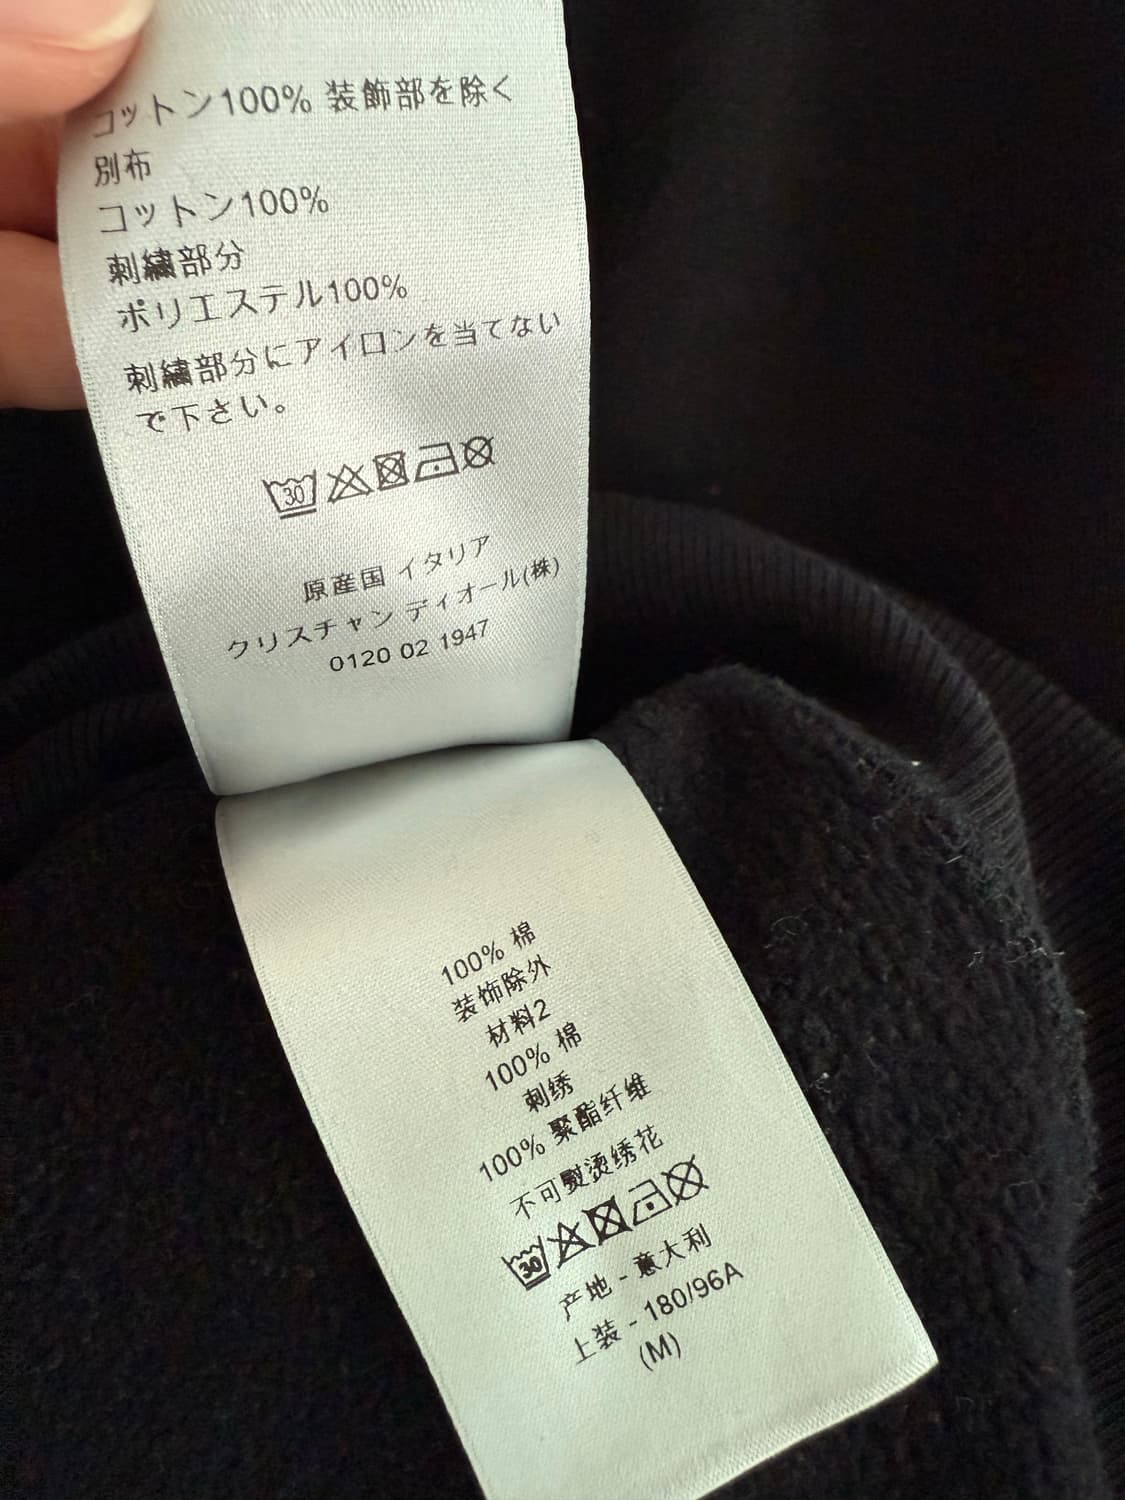 コットン100% 装飾部を除く
別布
コットン100%
刺繍部分
ポリエステル100%
刺繍部分にアイロンを当てない
で下さい。
30
原産国 イタリア
クリスチャン ディオール(株)
0120 02 1947
100% 棉
装饰除外
材料2
100% 棉
刺绣
100% 聚酯纤维
不可熨烫绣花
30
产地 - 意大利
上装 - 180/96A
(M)